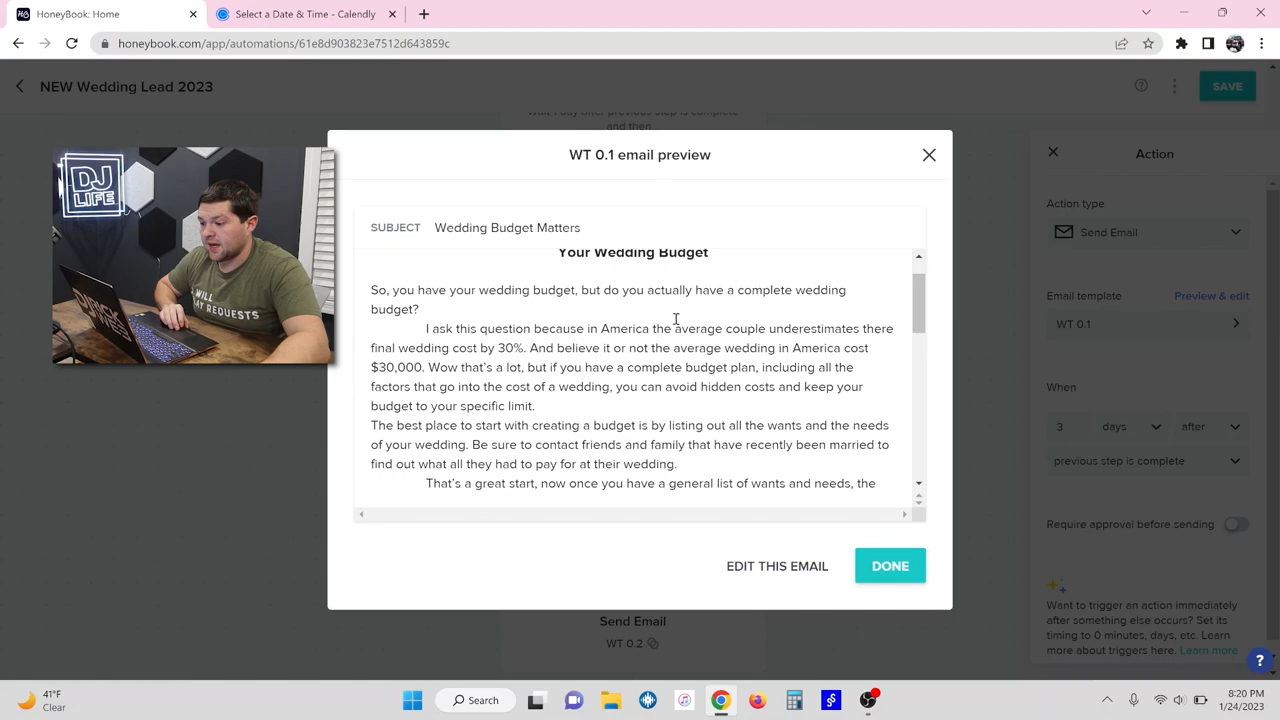 HoneyBook: Home
Select a Date & Time - Calendly
honeybook.com/app/automations/61e8d903823e7512d643859c
NEW Wedding Lead 2023
SAVE
and then
WT 0.1 email preview
Action
DJ
LIFE
WILL
PLAY REQUESTS
SUBJECT Wedding Budget Matters
Your Wedding Budget
So, you have your wedding budget, but do you actually have a complete wedding
budget?
I ask this question because in America the average couple underestimates there
final wedding cost by 30%. And believe it or not the average wedding in America cost
$30,000. Wow that's a lot, but if you have a complete budget plan, including all the
factors that go into the cost of a wedding, you can avoid hidden costs and keep your
budget to your specific limit.
The best place to start with creating a budget is by listing out all the wants and the needs
of your wedding. Be sure to contact friends and family that have recently been married to
find out what all they had to pay for at their wedding.
That's a great start, now once you have a general list of wants and needs, the
EDIT THIS EMAIL
DONE
Action type
Send Email
Email template
Preview & edit
WT 0.1
When
3 days after
previous step is complete
Require approval before sending
Want to trigger an action immediately
after something else occurs? Set its
timing to 0 minutes, days, etc. Learn
more about triggers here. Learn more
Send Email
WT 0.2
?
41°F
Clear
Search
8:20 PM
1/24/2023